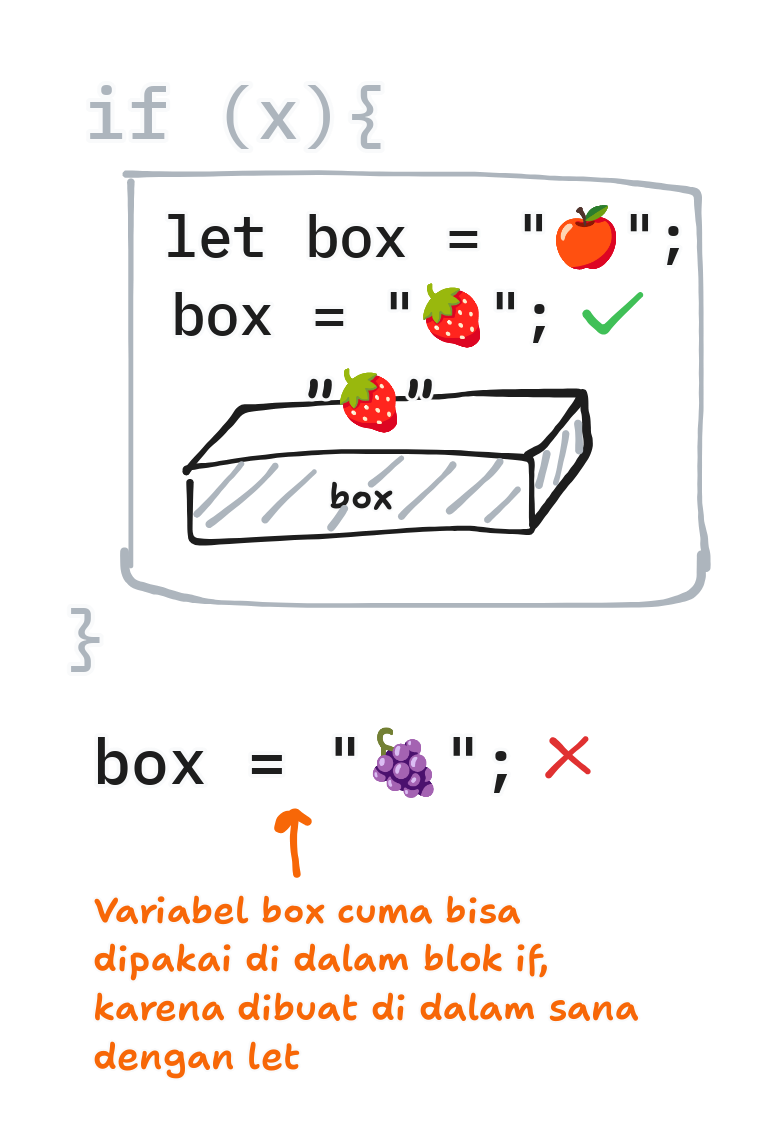 if (x){
let box = "🍎";
box = "🍓";
"🍓"
box
}
box = "🍇";
Variabel box cuma bisa
dipakai di dalam blok if,
karena dibuat di dalam sana
dengan let